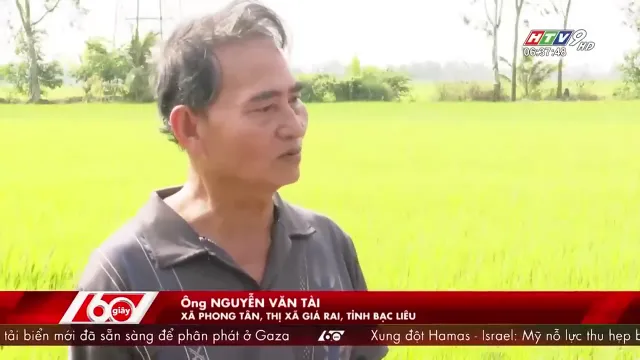 HTV9 HD
06:37:48
Ông NGUYỄN VĂN TÀI
60 giây
XÃ PHONG TÂN, THỊ XÃ GIÁ RAI, TỈNH BẠC LIÊU
tải biển mới đã sẵn sàng để phân phát ở Gaza 60 Xung đột Hamas - Israel: Mỹ nỗ lực thu hẹp b